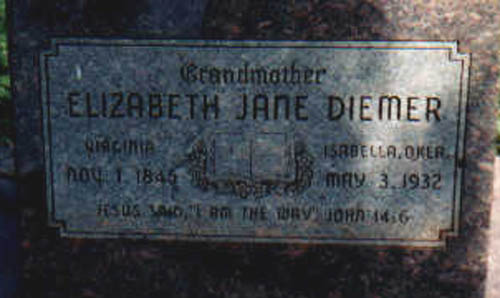 Grandmother
ELIZABETH JANE DIEMER
VIRGINIA ISABELLA, OKLA.
NOV. 1 1846 MAY 3, 1932
JESUS SAID, "I AM THE WAY" JOHN 14:6